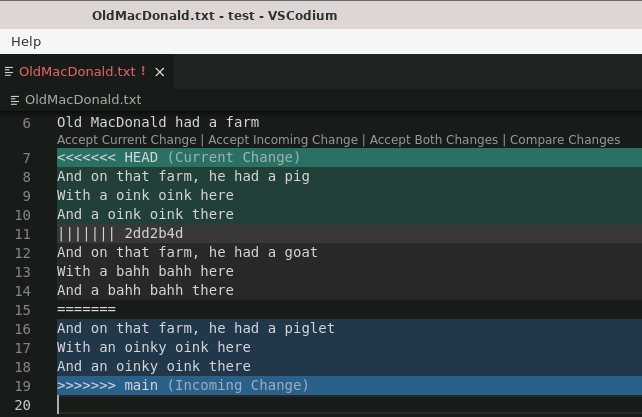 OldMacDonald.txt - test - VSCodium
Help
OldMacDonald.txt !
OldMacDonald.txt
6 Old MacDonald had a farm
Accept Current Change | Accept Incoming Change | Accept Both Changes | Compare Changes
7 <<<<<<< HEAD (Current Change)
8 And on that farm, he had a pig
9 With a oink oink here
10 And a oink oink there
11 ||||||| 2dd2b4d
12 And on that farm, he had a goat
13 With a bahh bahh here
14 And a bahh bahh there
15 =======
16 And on that farm, he had a piglet
17 With an oinky oink here
18 And an oinky oink there
19 >>>>>>> main (Incoming Change)
20